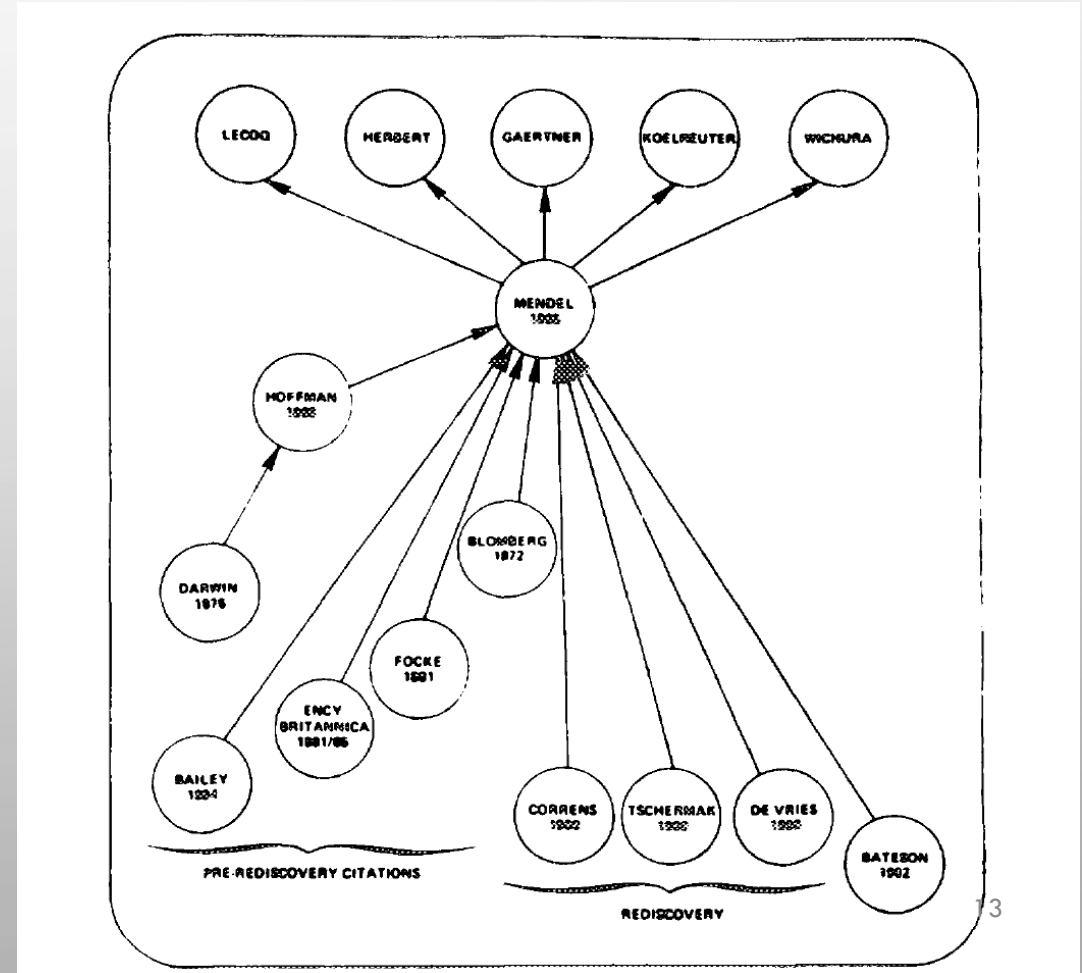 LECOQ
HERBERT
GAERTNER
KOELREUTER
WICHURA
MENDEL
HOFFMAN
BLOMBERG
1872
DARWIN
1876
FOCKE
1881
ENCY
BRITANNICA
1881/85
BAILEY
CORRENS
TSCHERMAK
DE VRIES
BATESON
1902
PRE-REDISCOVERY CITATIONS
REDISCOVERY
13